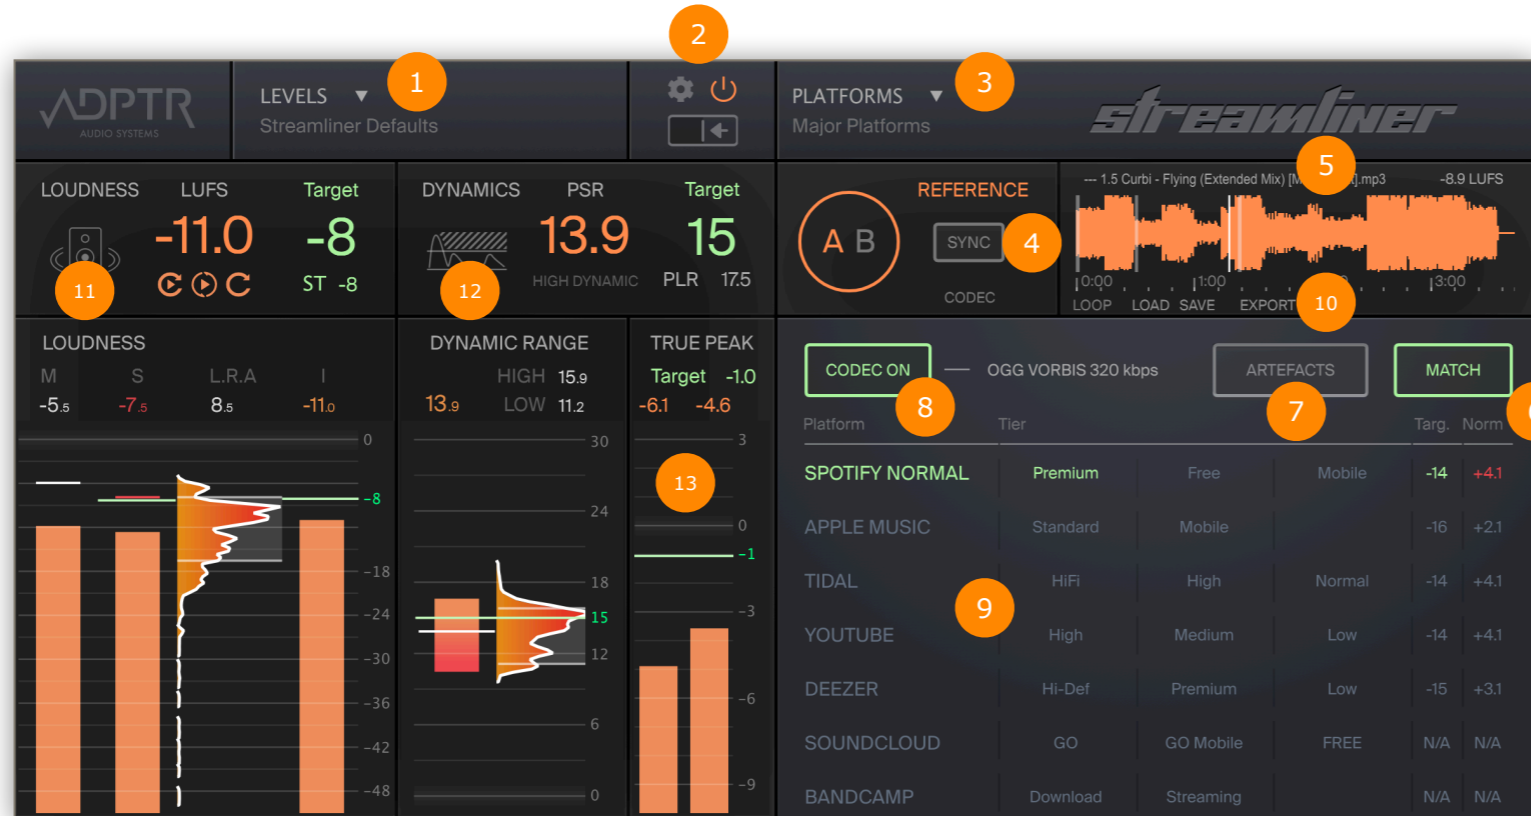 2
1
3
ADPTR
AUDIO SYSTEMS
LEVELS ▼
Streamliner Defaults
PLATFORMS ▼
Major Platforms
streamliner
5
LOUDNESS LUFS Target
-11.0 -8
ST -8
11
DYNAMICS PSR Target
13.9 15
HIGH DYNAMIC PLR 17.5
12
A B
REFERENCE
SYNC
4
CODEC
--- 1.5 Curbi - Flying (Extended Mix) [M .mp3 -8.9 LUFS
0:00 1:00 3:00
LOOP LOAD SAVE EXPORT
10
LOUDNESS
M S L.R.A I
-5.5 -7.5 8.5 -11.0
0
-8
-18
-24
-30
-36
-42
-48
DYNAMIC RANGE
HIGH 15.9
13.9 LOW 11.2
30
24
18
15
12
6
0
TRUE PEAK
Target -1.0
-6.1 -4.6
3
13
0
-1
-3
-6
-9
CODEC ON — OGG VORBIS 320 kbps ARTEFACTS MATCH
8
7
Platform Tier Targ. Norm
SPOTIFY NORMAL Premium Free Mobile -14 +4.1
APPLE MUSIC Standard Mobile -16 +2.1
TIDAL HiFi High Normal -14 +4.1
9
YOUTUBE High Medium Low -14 +4.1
DEEZER Hi-Def Premium Low -15 +3.1
SOUNDCLOUD GO GO Mobile FREE N/A N/A
BANDCAMP Download Streaming N/A N/A